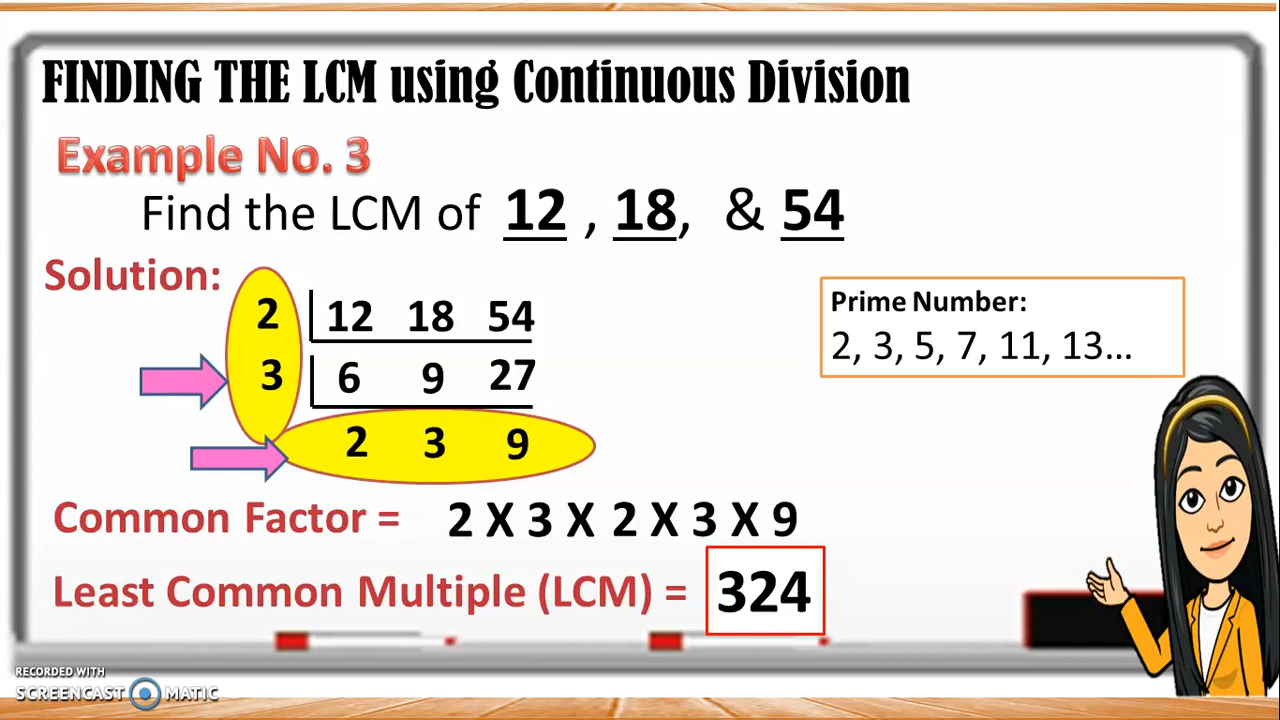 FINDING THE LCM using Continuous Division
Example No. 3
Find the LCM of 12 , 18, & 54
Solution:
2 12 18 54
3 6 9 27
2 3 9
Prime Number:
2, 3, 5, 7, 11, 13...
Common Factor = 2 X 3 X 2 X 3 X 9
Least Common Multiple (LCM) = 324
RECORDED WITH
SCREENCAST MATIC